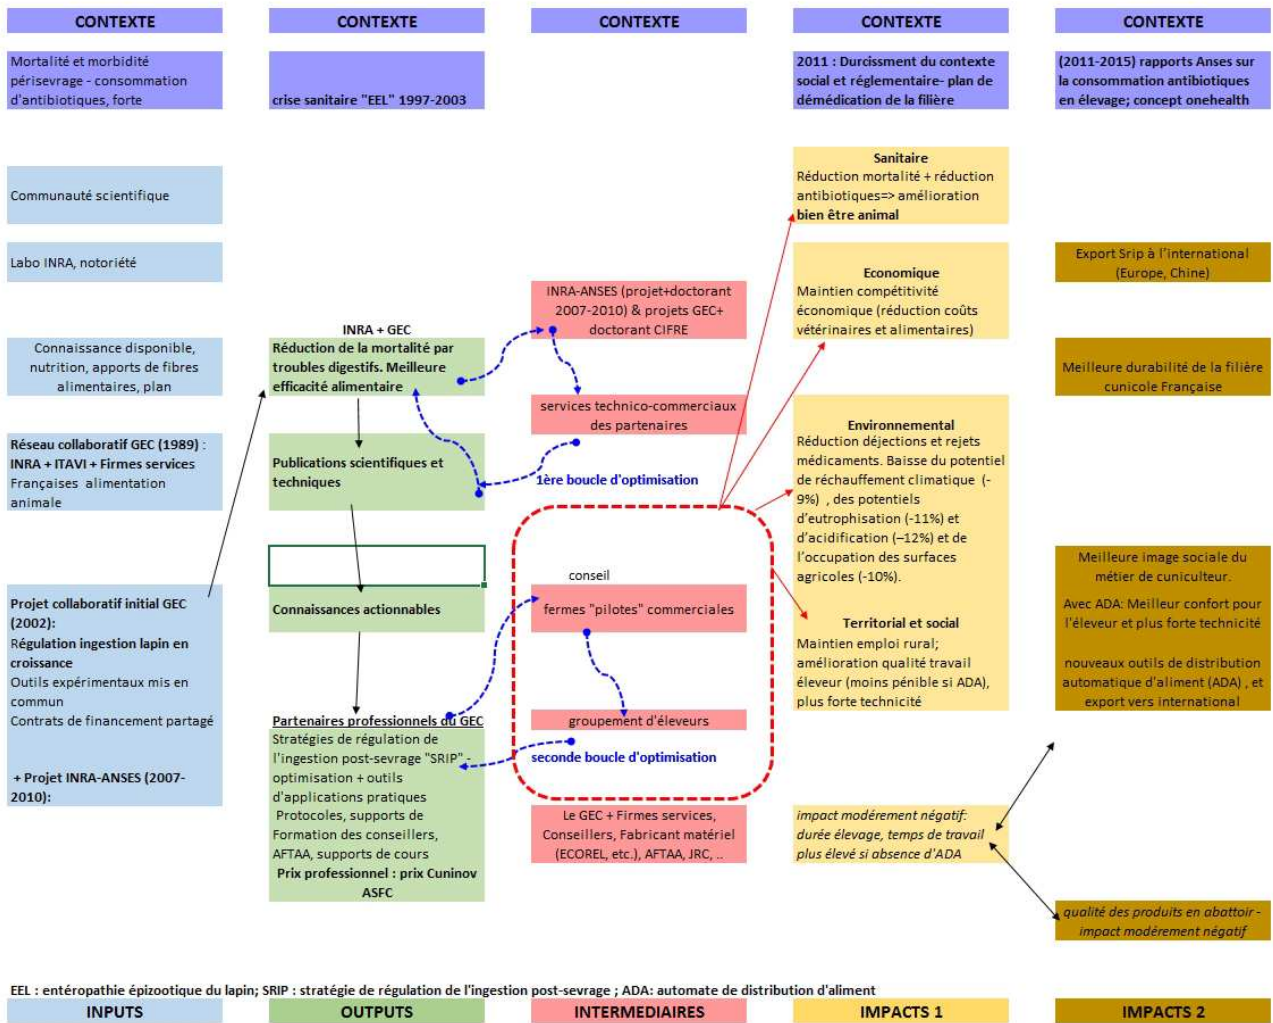 CONTEXTE
CONTEXTE
CONTEXTE
CONTEXTE
CONTEXTE
Mortalité et morbidité
périsevrage - consommation
d'antibiotiques, forte
crise sanitaire "EEL" 1997-2003
2011 : Durcissment du contexte
social et réglementaire- plan de
démédication de la filière
(2011-2015) rapports Anses sur
la consommation antibiotiques
en élevage; concept onehealth
Communauté scientifique
Labo INRA, notoriété
Connaissance disponible,
nutrition, apports de fibres
alimentaires, plan
Réseau collaboratif GEC (1989) :
INRA + ITAVI + Firmes services
Françaises alimentation
animale
Projet collaboratif initial GEC
(2002):
Régulation ingestion lapin en
croissance
Outils expérimentaux mis en
commun
Contrats de financement partagé
+ Projet INRA-ANSES (2007-
2010):
INRA + GEC
Réduction de la mortalité par
troubles digestifs. Meilleure
efficacité alimentaire
Publications scientifiques et
techniques
Connaissances actionnables
Partenaires professionnels du GEC
Stratégies de régulation de
l'ingestion post-sevrage "SRIP" -
optimisation + outils
d'applications pratiques
Protocoles, supports de
Formation des conseillers,
AFTAA, supports de cours
Prix professionnel : prix Cuninov
ASFC
INRA-ANSES (projet+doctorant
2007-2010) & projets GEC+
doctorant CIFRE
services technico-commerciaux
des partenaires
1ère boucle d'optimisation
conseil
fermes "pilotes" commerciales
groupement d'éleveurs
seconde boucle d'optimisation
Le GEC + Firmes services,
Conseillers, Fabricant matériel
(ECOREL, etc.), AFTAA, JRC, ..
Sanitaire
Réduction mortalité + réduction
antibiotiques=> amélioration
bien être animal
Economique
Maintien compétitivité
économique (réduction coûts
vétérinaires et alimentaires)
Environnemental
Réduction déjections et rejets
médicaments. Baisse du potentiel
de réchauffement climatique (-
9%) , des potentiels
d'eutrophisation (-11%) et
d'acidification (–12%) et de
l'occupation des surfaces
agricoles (-10%).
Territorial et social
Maintien emploi rural;
amélioration qualité travail
éleveur (moins pénible si ADA),
plus forte technicité
impact modérément négatif:
durée élevage, temps de travail
plus élevé si absence d'ADA
Export Srip à l'international
(Europe, Chine)
Meilleure durabilité de la filière
cunicole Française
Meilleure image sociale du
métier de cuniculteur.
Avec ADA: Meilleur confort pour
l'éleveur et plus forte technicité
nouveaux outils de distribution
automatique d'aliment (ADA) , et
export vers international
qualité des produits en abattoir -
impact modérement négatif
EEL : entéropathie épizootique du lapin; SRIP : stratégie de régulation de l'ingestion post-sevrage ; ADA: automate de distribution d'aliment
INPUTS
OUTPUTS
INTERMEDIAIRES
IMPACTS 1
IMPACTS 2